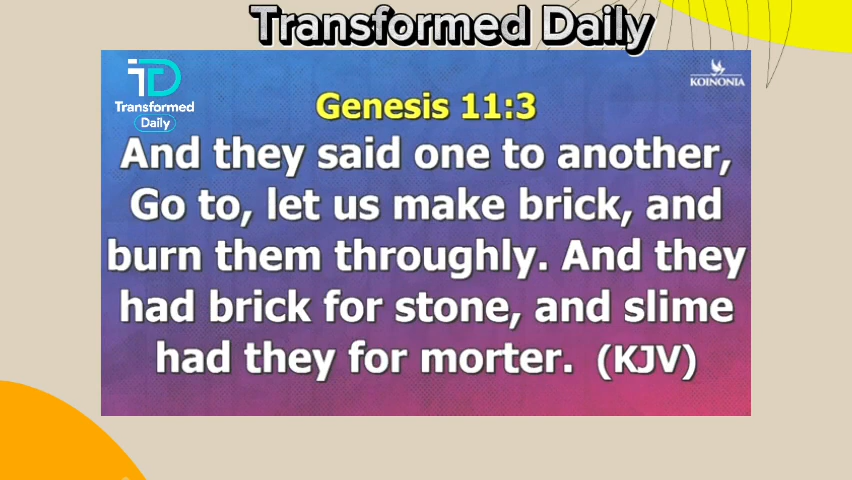 Transformed Daily
TD
Transformed
Daily
KOINONIA
Genesis 11:3
And they said one to another,
Go to, let us make brick, and
burn them throughly. And they
had brick for stone, and slime
had they for morter. (KJV)